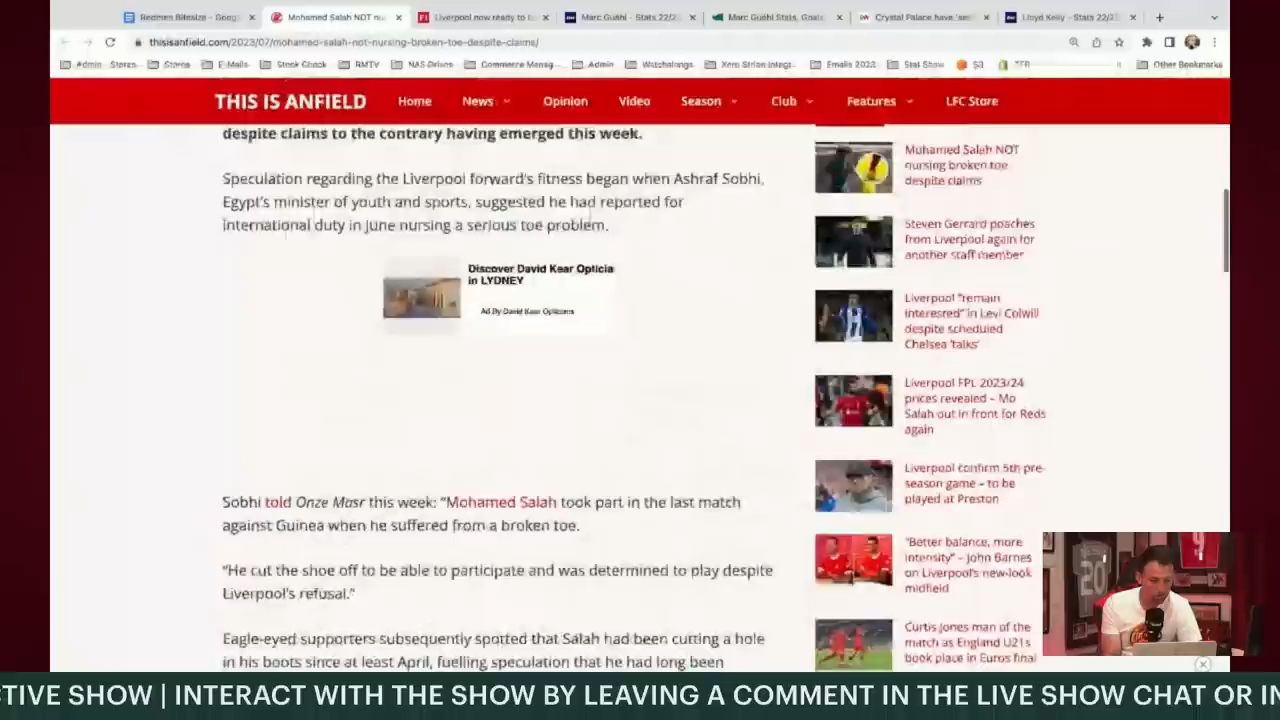 Redmen Bitesize - Goog
Mohamed Salah NOT nu
Liverpool now ready to
Marc Guéhi - Stats 22/2
Marc Guehi Stats, Goals
Crystal Palace have 'se
Lloyd Kelly - Stats 22/2
thisisanfield.com/2023/07/mohamed-salah-not-nursing-broken-toe-despite-claims/
Admin - Stores
Stores
E-Mails
Stock Check
RMTV
NAS Drives
Commerce Manag...
Admin
Watchalongs
Xero Stripe Integr...
Emails 2022
Stat Show
Other Bookmarks
THIS IS ANFIELD
Home
News
Opinion
Video
Season
Club
Features
LFC Store
despite claims to the contrary having emerged this week.
Speculation regarding the Liverpool forward's fitness began when Ashraf Sobhi,
Egypt's minister of youth and sports, suggested he had reported for
international duty in June nursing a serious toe problem.
Discover David Kear Opticia
in LYDNEY
Ad By David Kear Opticians
Sobhi told Onze Masr this week: "Mohamed Salah took part in the last match
against Guinea when he suffered from a broken toe.
"He cut the shoe off to be able to participate and was determined to play despite
Liverpool's refusal."
Eagle-eyed supporters subsequently spotted that Salah had been cutting a hole
in his boots since at least April, fuelling speculation that he had long been
Mohamed Salah NOT
nursing broken toe
despite claims
Steven Gerrard poaches
from Liverpool again for
another staff member
Liverpool "remain
interested" in Levi Colwill
despite scheduled
Chelsea 'talks'
Liverpool FPL 2023/24
prices revealed – Mo
Salah out in front for Reds
again
Liverpool confirm 5th pre-
season game – to be
played at Preston
"Better balance, more
intensity" – John Barnes
on Liverpool's new-look
midfield
Curtis Jones man of the
match as England U21s
book place in Euros final
20
9
CTIVE SHOW | INTERACT WITH THE SHOW BY LEAVING A COMMENT IN THE LIVE SHOW CHAT OR IN